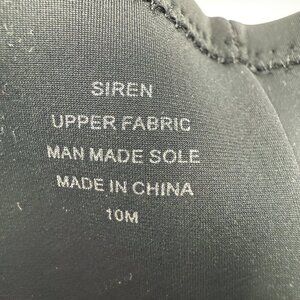 SIREN
UPPER FABRIC
MAN MADE SOLE
MADE IN CHINA
10M